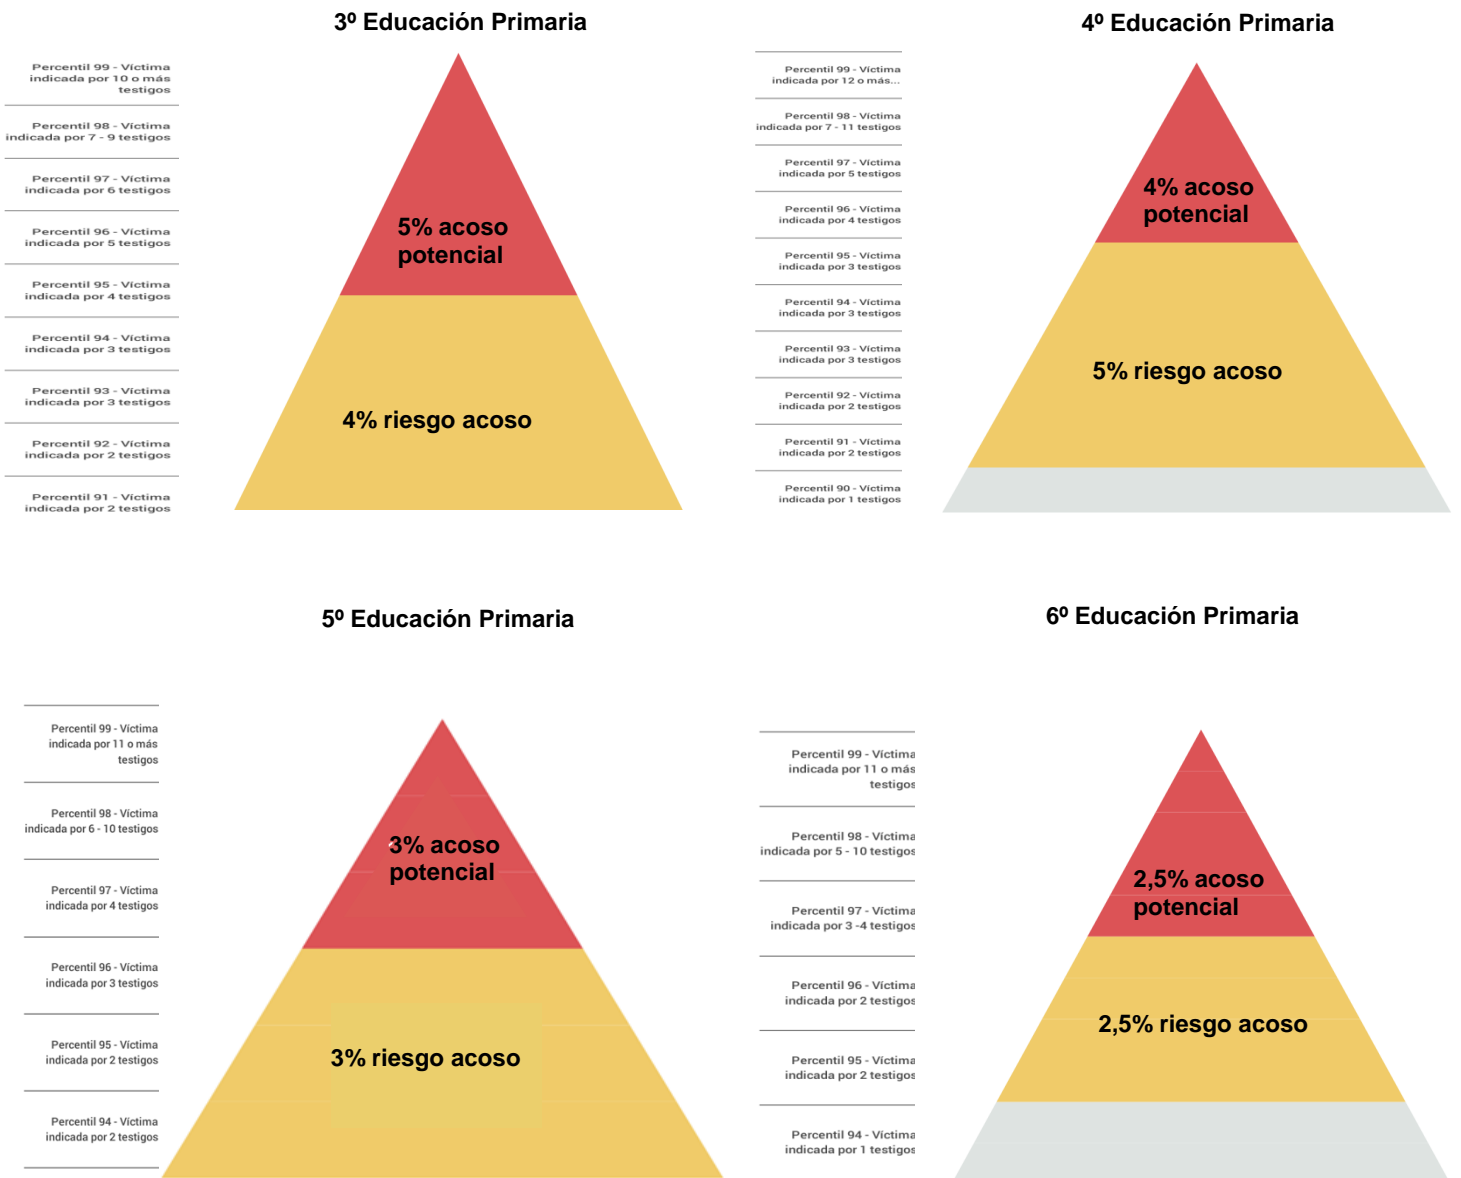 3º Educación Primaria
Percentil 99 - Víctima
indicada por 10 o más
testigos
Percentil 98 - Víctima
indicada por 7 - 9 testigos
Percentil 97 - Víctima
indicada por 6 testigos
Percentil 96 - Víctima
indicada por 5 testigos
Percentil 95 - Víctima
indicada por 4 testigos
Percentil 94 - Víctima
indicada por 3 testigos
Percentil 93 - Víctima
indicada por 3 testigos
Percentil 92 - Víctima
indicada por 2 testigos
Percentil 91 - Víctima
indicada por 2 testigos
5% acoso
potencial
4% riesgo acoso
4º Educación Primaria
Percentil 99 - Víctima
indicada por 12 o más...
Percentil 98 - Víctima
indicada por 7 - 11 testigos
Percentil 97 - Víctima
indicada por 5 testigos
Percentil 96 - Víctima
indicada por 4 testigos
Percentil 95 - Víctima
indicada por 3 testigos
Percentil 94 - Víctima
indicada por 3 testigos
Percentil 93 - Víctima
indicada por 3 testigos
Percentil 92 - Víctima
indicada por 2 testigos
Percentil 91 - Víctima
indicada por 2 testigos
Percentil 90 - Víctima
indicada por 1 testigos
4% acoso
potencial
5% riesgo acoso
5º Educación Primaria
Percentil 99 - Víctima
indicada por 11 o más
testigos
Percentil 98 - Víctima
indicada por 6 - 10 testigos
Percentil 97 - Víctima
indicada por 4 testigos
Percentil 96 - Víctima
indicada por 3 testigos
Percentil 95 - Víctima
indicada por 2 testigos
Percentil 94 - Víctima
indicada por 2 testigos
3% acoso
potencial
3% riesgo acoso
6º Educación Primaria
Percentil 99 - Víctima
indicada por 11 o más
testigos
Percentil 98 - Víctima
indicada por 5 - 10 testigos
Percentil 97 - Víctima
indicada por 3 -4 testigos
Percentil 96 - Víctima
indicada por 2 testigos
Percentil 95 - Víctima
indicada por 2 testigos
Percentil 94 - Víctima
indicada por 1 testigos
2,5% acoso
potencial
2,5% riesgo acoso